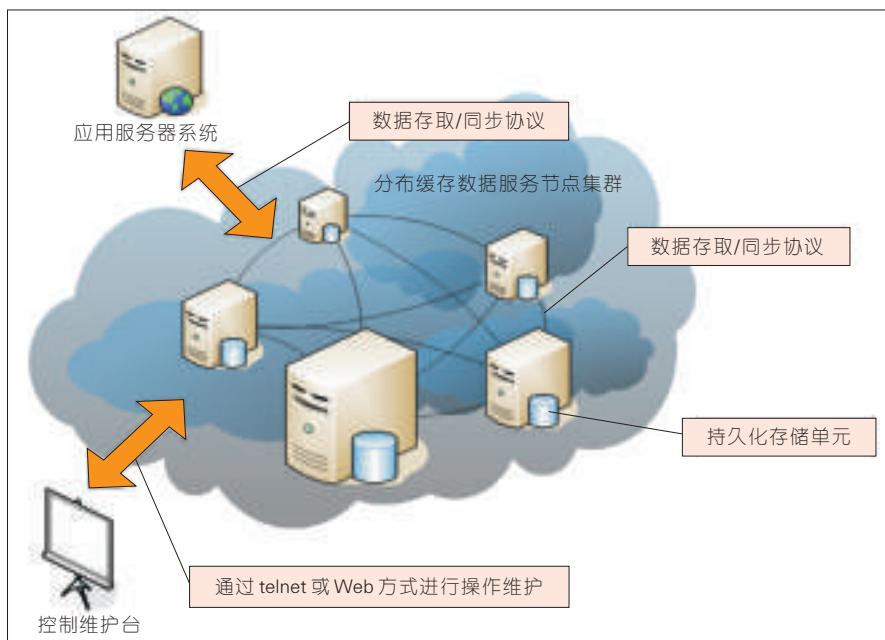 应用服务器系统
数据存取/同步协议
分布缓存数据服务节点集群
数据存取/同步协议
持久化存储单元
通过 telnet 或 Web 方式进行操作维护
控制维护台